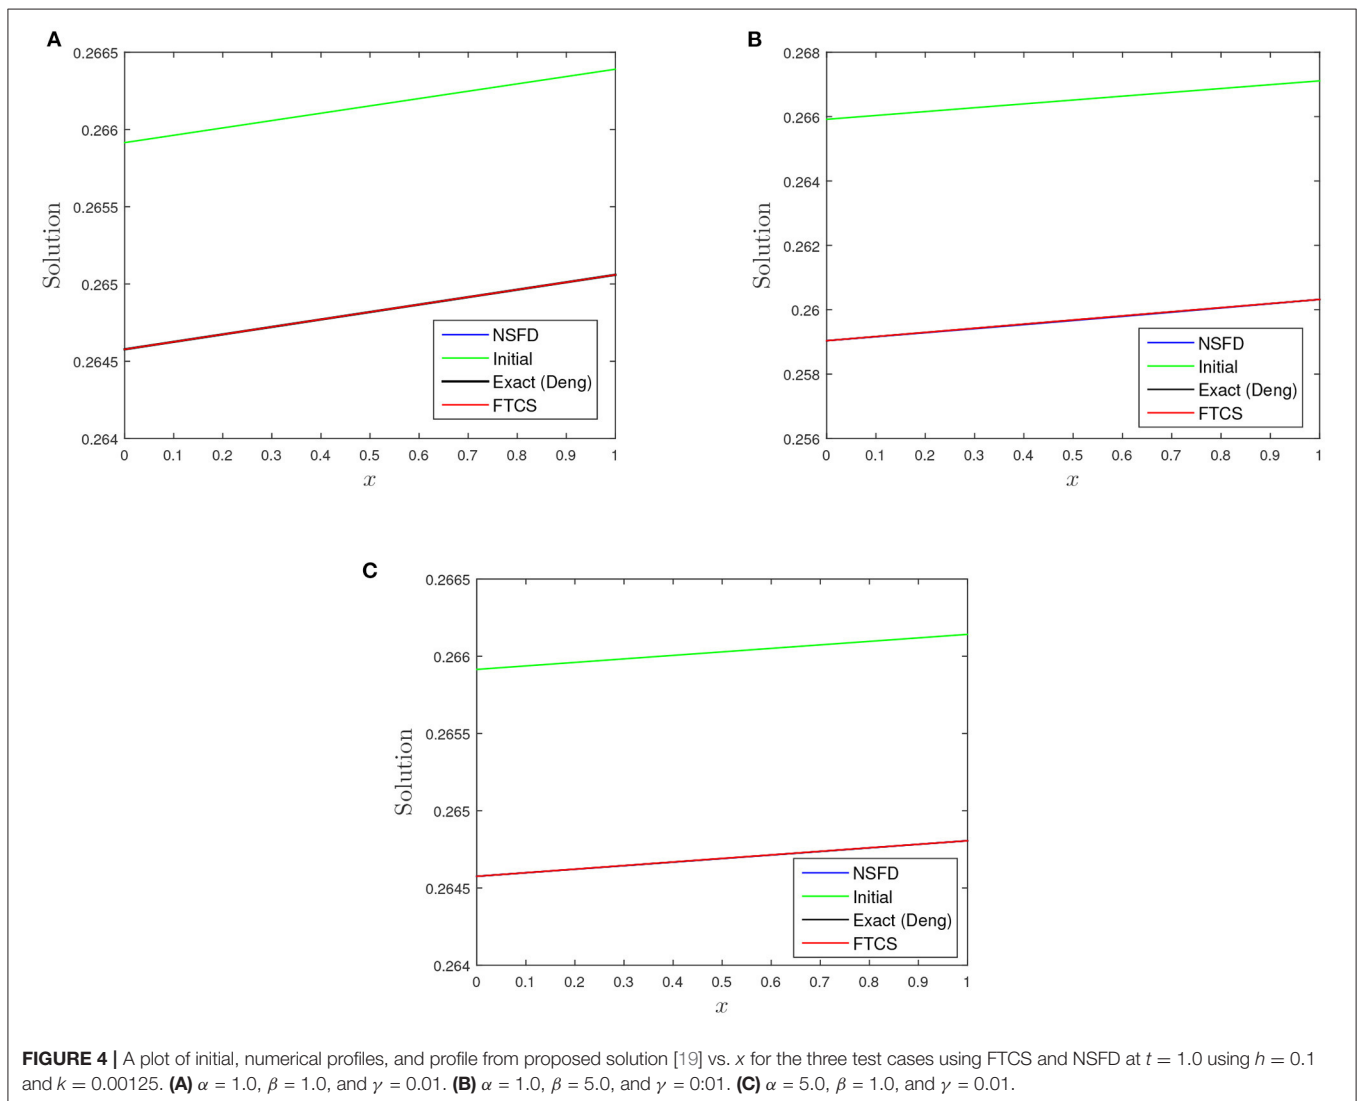 A
0.2665
0.266
0.2655
0.265
0.2645
0.264
Solution
0 0.1 0.2 0.3 0.4 0.5 0.6 0.7 0.8 0.9 1
x
NSFD
Initial
Exact (Deng)
FTCS
B
0.268
0.266
0.264
0.262
0.26
0.258
0.256
Solution
0 0.1 0.2 0.3 0.4 0.5 0.6 0.7 0.8 0.9 1
x
NSFD
Initial
Exact (Deng)
FTCS
C
0.2665
0.266
0.2655
0.265
0.2645
0.264
Solution
0 0.1 0.2 0.3 0.4 0.5 0.6 0.7 0.8 0.9 1
x
NSFD
Initial
Exact (Deng)
FTCS
FIGURE 4 | A plot of initial, numerical profiles, and profile from proposed solution [19] vs. x for the three test cases using FTCS and NSFD at t = 1.0 using h = 0.1
and k = 0.00125. (A) α = 1.0, β = 1.0, and γ = 0.01. (B) α = 1.0, β = 5.0, and γ = 0:01. (C) α = 5.0, β = 1.0, and γ = 0.01.